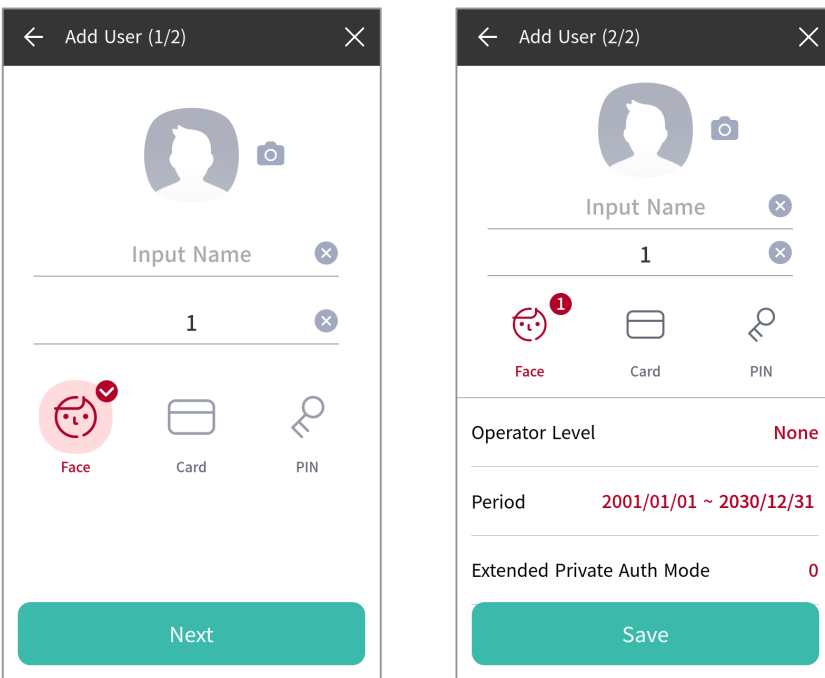 Add User (1/2)
Input Name
1
Face Card PIN
Next
Add User (2/2)
Input Name
1
1
Face Card PIN
Operator Level None
Period 2001/01/01 ~ 2030/12/31
Extended Private Auth Mode 0
Save